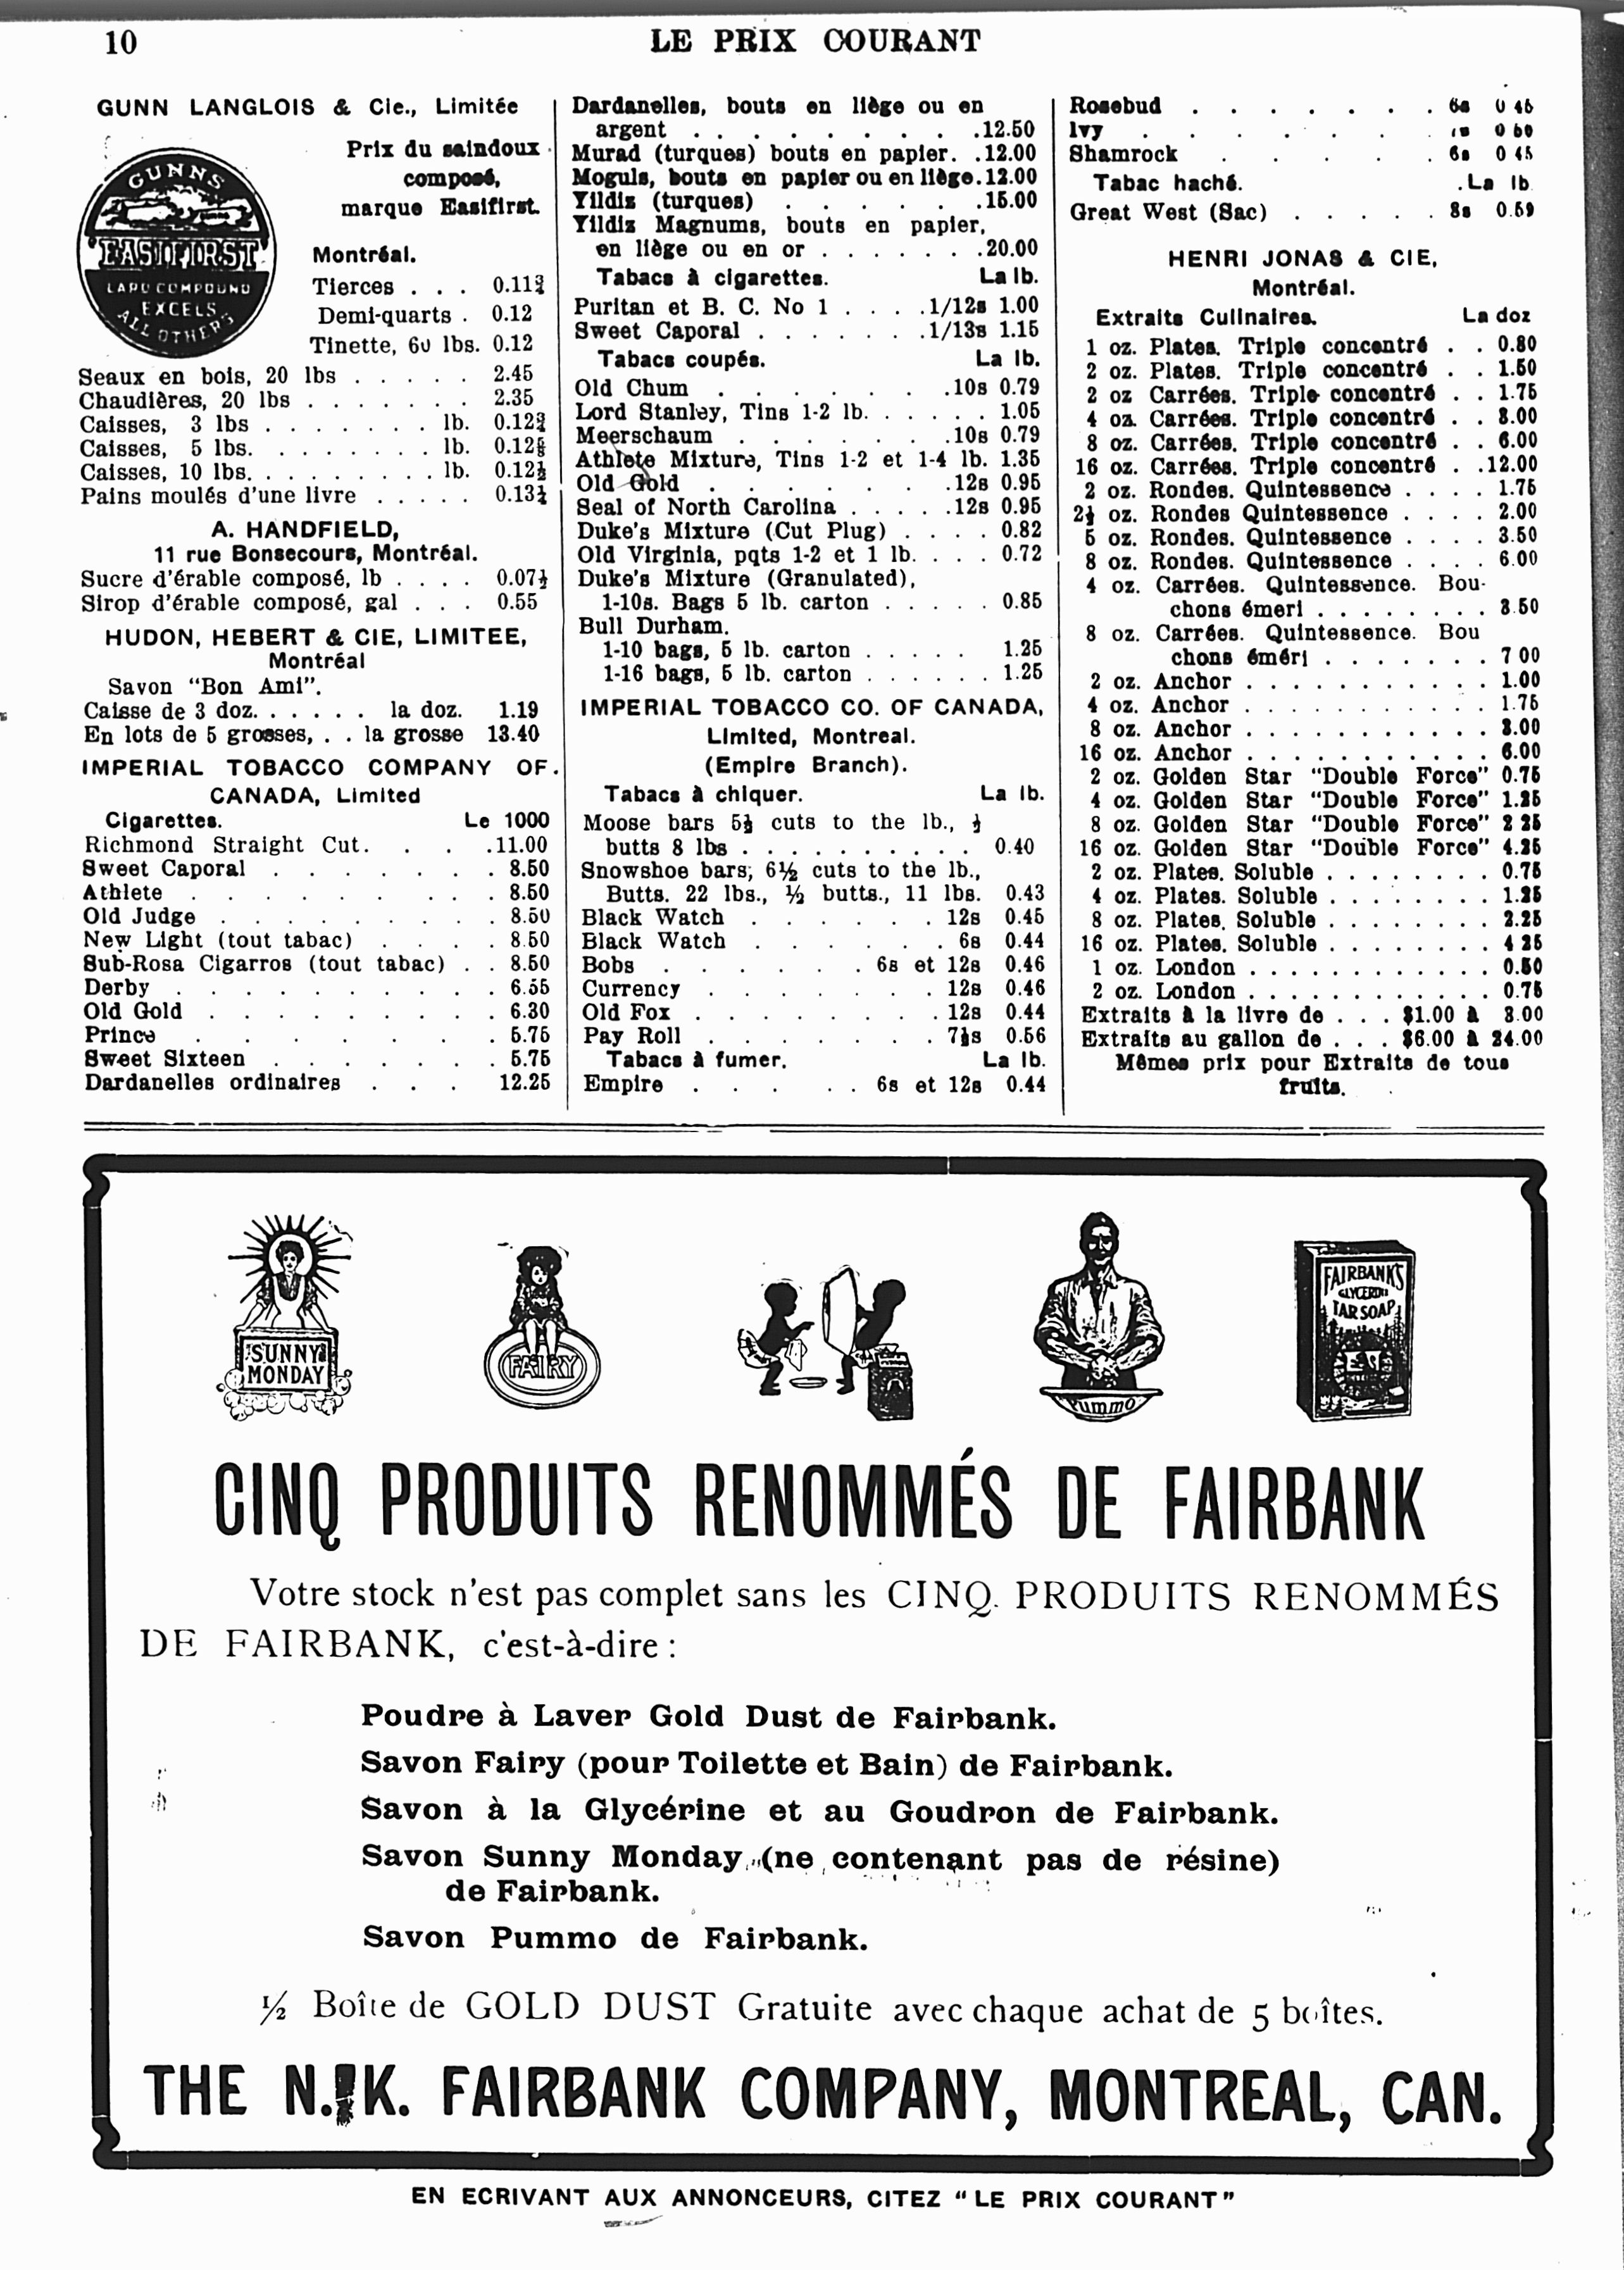 10
LE PRIX COURANT
GUNN LANGLOIS & Cie., Limitée
GUNNS
"EASIFIRST"
LARD COMPOUND
EXCELS
ALL OTHERS
Prix du saindoux
composé,
marque Easifirst.
Montréal.
Tierces . . . 0.11¾
Demi-quarts . 0.12
Tinette, 60 lbs. 0.12
Seaux en bois, 20 lbs . . . . . 2.45
Chaudières, 20 lbs . . . . . . . 2.35
Caisses, 3 lbs . . . . . . . lb. 0.12¾
Caisses, 5 lbs. . . . . . . . lb. 0.12⅝
Caisses, 10 lbs. . . . . . . . . lb. 0.12½
Pains moulés d'une livre . . . . .
A. HANDFIELD,
11 rue Bonsecours, Montréal.
Sucre d'érable composé, lb . . . . 0.07½
Sirop d'érable composé, gal . . . 0.55
HUDON, HEBERT & CIE, LIMITEE,
Montréal
Savon "Bon Ami".
Caisse de 3 doz. . . . . . la doz. 1.19
En lots de 5 grosses, . . la grosse 13.40
IMPERIAL TOBACCO COMPANY OF.
CANADA, Limited
Cigarettes. Le 1000
Richmond Straight Cut. . . .11.00
Sweet Caporal . . . . . . . 8.50
Athlete . . . . . . . . . 8.50
Old Judge . . . . . . . . 8.50
New Light (tout tabac) . . . . 8.50
Sub-Rosa Cigarros (tout tabac) . . 8.50
Derby . . . . . . . . . 6.55
Old Gold . . . . . . . . 6.30
Prince . . . . . . . . 5.75
Sweet Sixteen . . . . . . . 5.75
Dardanelles ordinaires . . . 12.25
Dardanelles, bouts en liège ou en
argent . . . . . . . . .12.50
Murad (turques) bouts en papier. .12.00
Moguls, bouts en papier ou en liège.12.00
Yildiz (turques) . . . . . .15.00
Yildiz Magnums, bouts en papier,
en liège ou en or . . . . . . .20.00
Tabacs à cigarettes. La lb.
Puritan et B. C. No 1 . . . .1/12s 1.00
Sweet Caporal . . . . . . .1/13s 1.15
Tabacs coupés. La lb.
Old Chum . . . . . . . .10s 0.79
Lord Stanley, Tins 1-2 lb. . . . . . 1.05
Meerschaum . . . . . . . .10s 0.79
Athlete Mixture, Tins 1-2 et 1-4 lb. 1.35
Old Gold . . . . . . . .12s 0.95
Seal of North Carolina . . . . .12s 0.95
Duke's Mixture (Cut Plug) . . . . 0.82
Old Virginia, pqts 1-2 et 1 lb. . . . 0.72
Duke's Mixture (Granulated),
1-10s. Bags 5 lb. carton . . . . . 0.85
Bull Durham.
1-10 bags, 5 lb. carton . . . . . 1.25
1-16 bags, 5 lb. carton . . . . . . 1.25
IMPERIAL TOBACCO CO. OF CANADA,
Limited, Montreal.
(Empire Branch).
Tabacs à chiquer. La lb.
Moose bars 5½ cuts to the lb., ½
butts 8 lbs . . . . . . . . . . 0.40
Snowshoe bars; 6½ cuts to the lb.,
Butts. 22 lbs., ½ butts., 11 lbs. 0.43
Black Watch . . . . . . 12s 0.45
Black Watch . . . . . . 6s 0.44
Bobs . . . . . . 6s et 12s 0.46
Currency . . . . . . . 12s 0.46
Old Fox . . . . . . . 12s 0.44
Pay Roll . . . . . . . 7½s 0.56
Tabacs à fumer. La lb.
Empire . . . . . 6s et 12s 0.44
Rosebud . . . . . . . 6s 0 45
Ivy . . . . . . .
Shamrock . . . . . 6s 0 45
Tabac haché. .La lb
Great West (Sac) . . . . . 8s 0.59
HENRI JONAS & CIE,
Montréal.
Extraits Culinaires. La doz
1 oz. Plates. Triple concentré . . 0.80
2 oz. Plates. Triple concentré . . 1.50
2 oz Carrées. Triple concentré . . 1.75
4 oz. Carrées. Triple concentré . . 3.00
8 oz. Carrées. Triple concentré . . 6.00
16 oz. Carrées. Triple concentré . .12.00
2 oz. Rondes. Quintessence . . . . 1.75
2½ oz. Rondes Quintessence . . . . 2.00
5 oz. Rondes. Quintessence . . . . 3.50
8 oz. Rondes. Quintessence . . . . 6.00
4 oz. Carrées. Quintessence. Bou-
chons émeri . . . . . . . . 3.50
8 oz. Carrées. Quintessence. Bou
chons éméri . . . . . . . 7 00
2 oz. Anchor . . . . . . . . . . . 1.00
4 oz. Anchor . . . . . . . . . . . 1.75
8 oz. Anchor . . . . . . . . . . . 3.00
16 oz. Anchor . . . . . . . . . . . 6.00
2 oz. Golden Star "Double Force" 0.75
4 oz. Golden Star "Double Force" 1.25
8 oz. Golden Star "Double Force" 2 25
16 oz. Golden Star "Double Force" 4.25
2 oz. Plates. Soluble . . . . . . . . 0.75
4 oz. Plates. Soluble . . . . . . . . 1.25
8 oz. Plates. Soluble . . . . . . . . 2.25
16 oz. Plates. Soluble . . . . . . . . 4 25
1 oz. London . . . . . . . . . . . . 0.50
2 oz. London . . . . . . . . . . . . 0.75
Extraits à la livre de . . . $1.00 à 3.00
Extraits au gallon de . . . $6.00 à 24.00
Mêmes prix pour Extraits de tous
fruits.
SUNNY
MONDAY
FAIRY
Pummo
FAIRBANK'S
GLYCERINE
TAR SOAP
CINQ PRODUITS RENOMMÉS DE FAIRBANK
Votre stock n'est pas complet sans les CINQ PRODUITS RENOMMÉS
DE FAIRBANK, c'est-à-dire :
Poudre à Laver Gold Dust de Fairbank.
Savon Fairy (pour Toilette et Bain) de Fairbank.
Savon à la Glycérine et au Goudron de Fairbank.
Savon Sunny Monday (ne contenant pas de résine)
de Fairbank.
Savon Pummo de Fairbank.
½ Boîte de GOLD DUST Gratuite avec chaque achat de 5 boîtes.
THE N. K. FAIRBANK COMPANY, MONTREAL, CAN.
EN ECRIVANT AUX ANNONCEURS, CITEZ "LE PRIX COURANT"